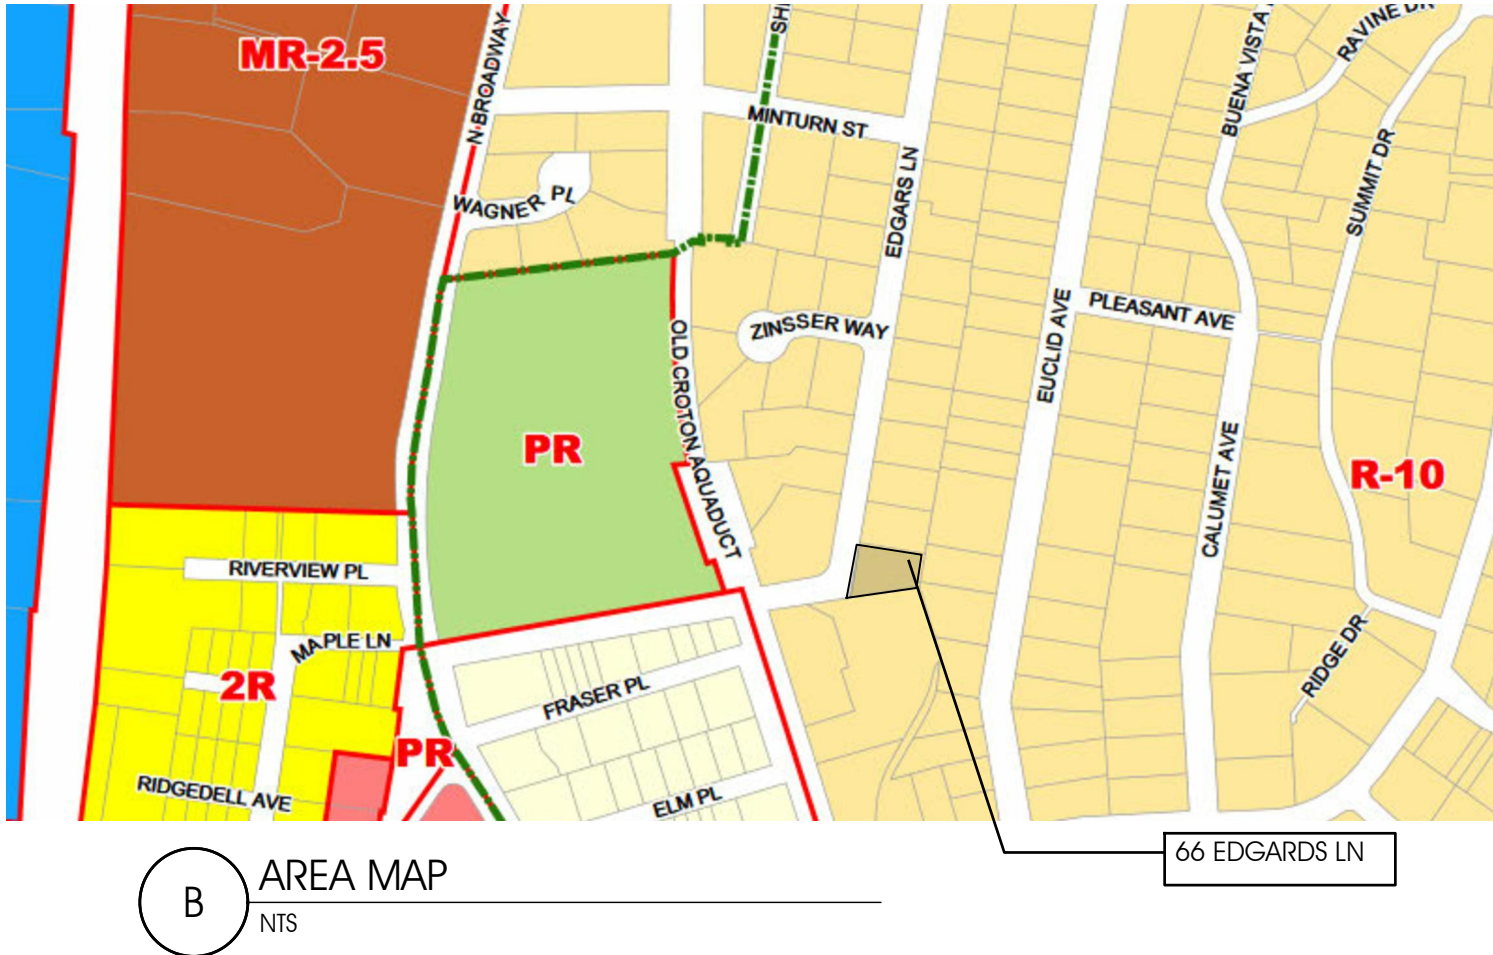 MR-2.5
N BROADWAY
MINTURN ST
BUENA VISTA
RAVINE DR
WAGNER PL
EDGARS LN
SUMMIT DR
ZINSSER WAY
PLEASANT AVE
EUCLID AVE
OLD CROTON AQUADUCT
PR
CALUMET AVE
R-10
RIVERVIEW PL
MAPLE LN
2R
FRASER PL
RIDGE DR
PR
RIDGEDELL AVE
ELM PL
66 EDGARDS LN
B
AREA MAP
NTS